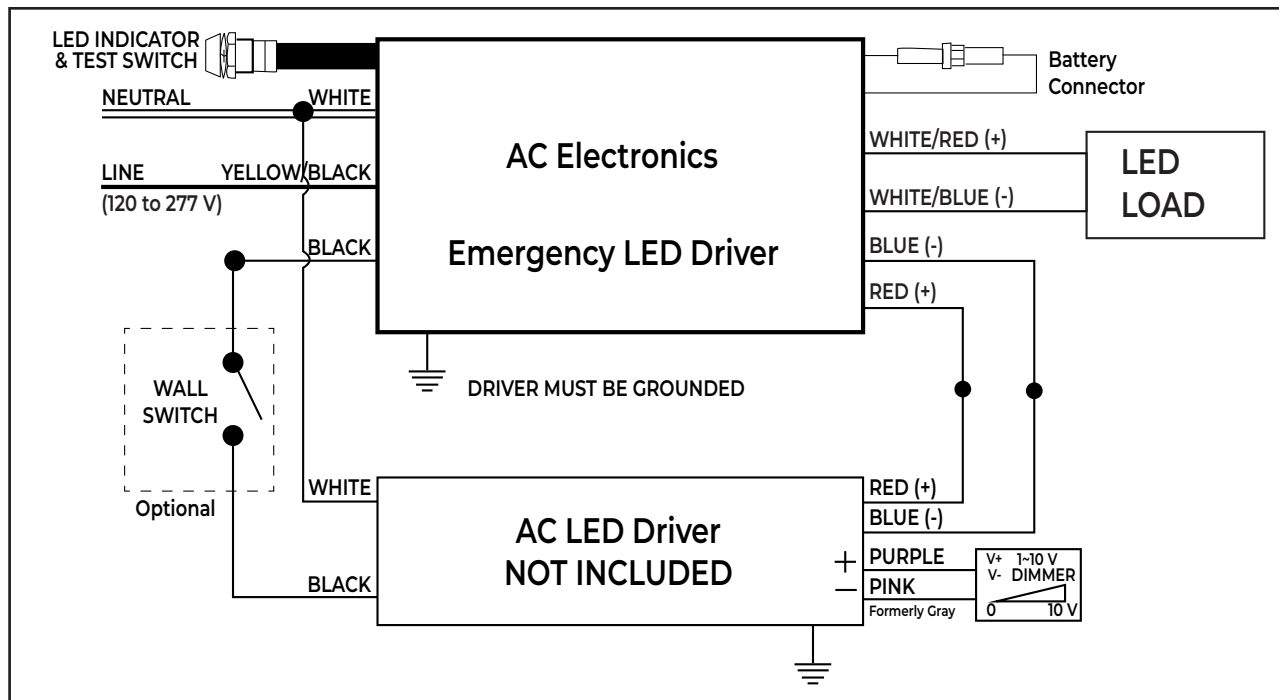 LED INDICATOR
& TEST SWITCH
NEUTRAL
WHITE
LINE
YELLOW/BLACK
(120 to 277 V)
BLACK
AC Electronics
Emergency LED Driver
Battery
Connector
WHITE/RED (+)
WHITE/BLUE (-)
LED
LOAD
BLUE (-)
RED (+)
WALL
SWITCH
Optional
DRIVER MUST BE GROUNDED
WHITE
BLACK
AC LED Driver
NOT INCLUDED
RED (+)
BLUE (-)
+ PURPLE
− PINK
Formerly Gray
V+ 1~10 V
V- DIMMER
0 10 V